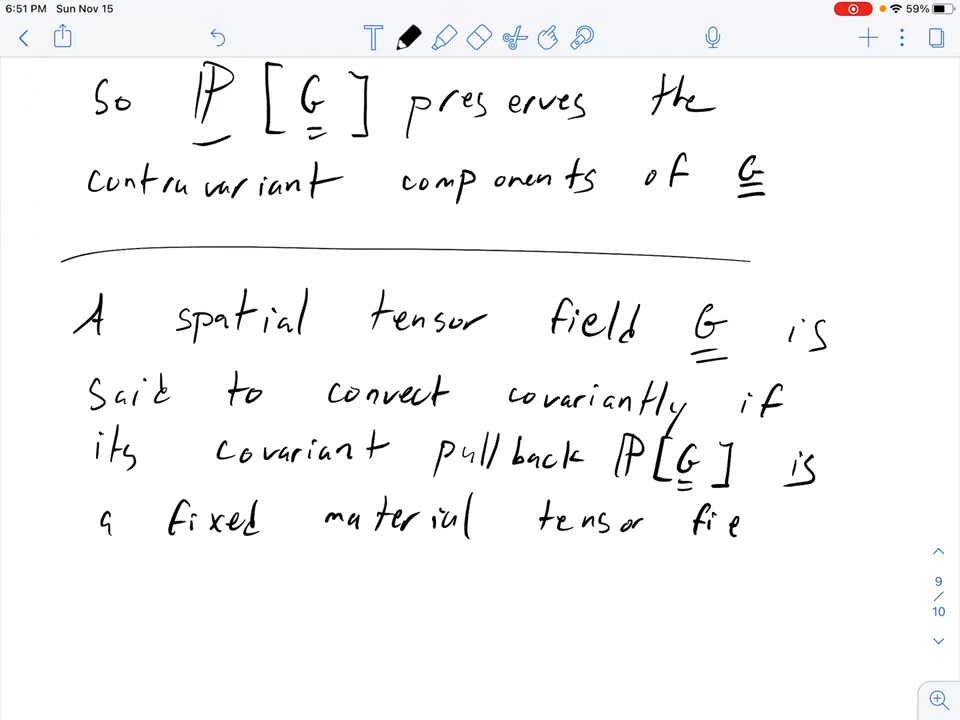 6:51 PM Sun Nov 15
59%
T
So ℙ [G] preserves the
contravariant components of G
A spatial tensor field G is
said to convect covariantly if
its covariant pullback ℙ[G] is
a fixed material tensor fie
9
/
10